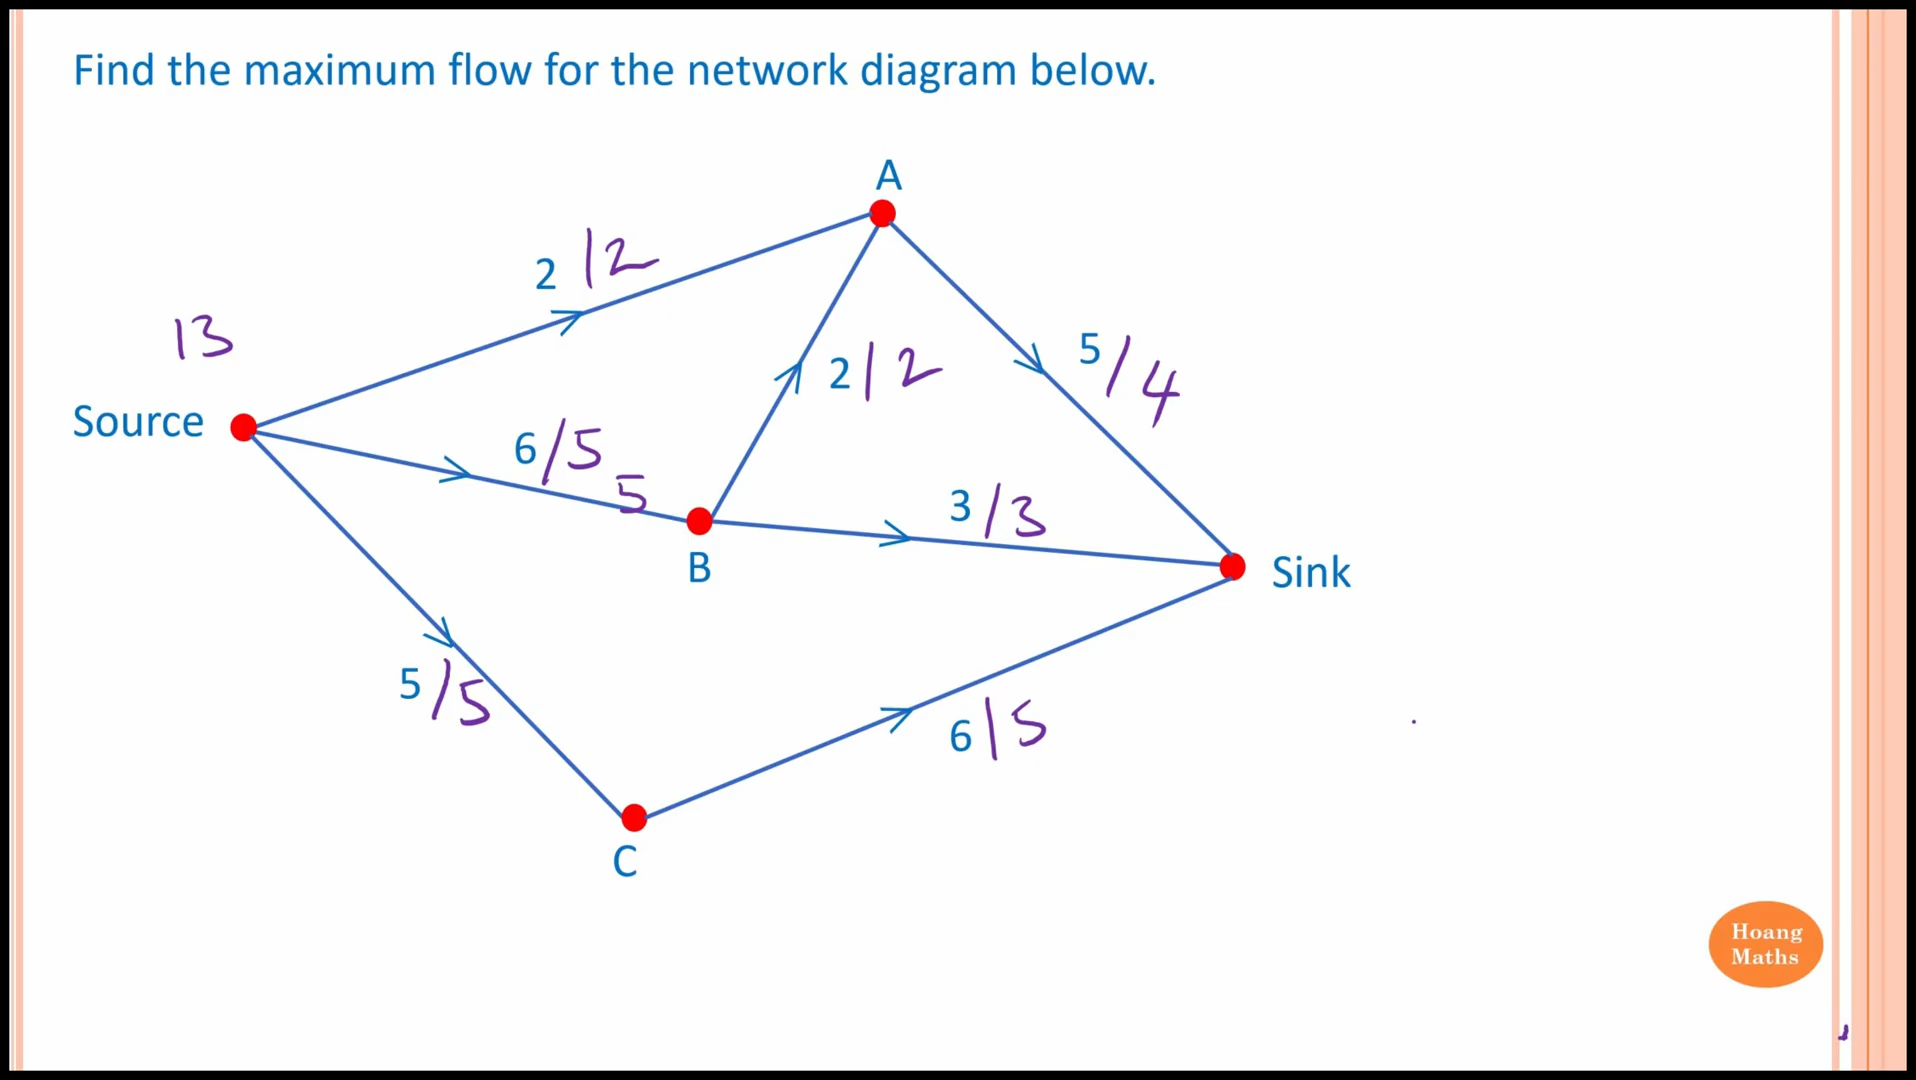 Find the maximum flow for the network diagram below.
A
2 /2
13
5/4
2/2
Source
6/5
5
3/3
B
Sink
5/5
6/5
C
Hoang
Maths